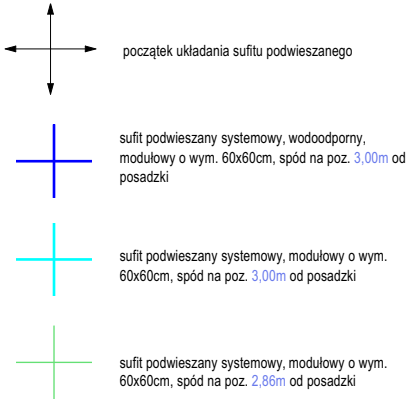 początek układania sufitu podwieszanego
sufit podwieszany systemowy, wodoodporny,
modułowy o wym. 60x60cm, spód na poz. 3,00m od
posadzki
sufit podwieszany systemowy, modułowy o wym.
60x60cm, spód na poz. 3,00m od posadzki
sufit podwieszany systemowy, modułowy o wym.
60x60cm, spód na poz. 2,86m od posadzki